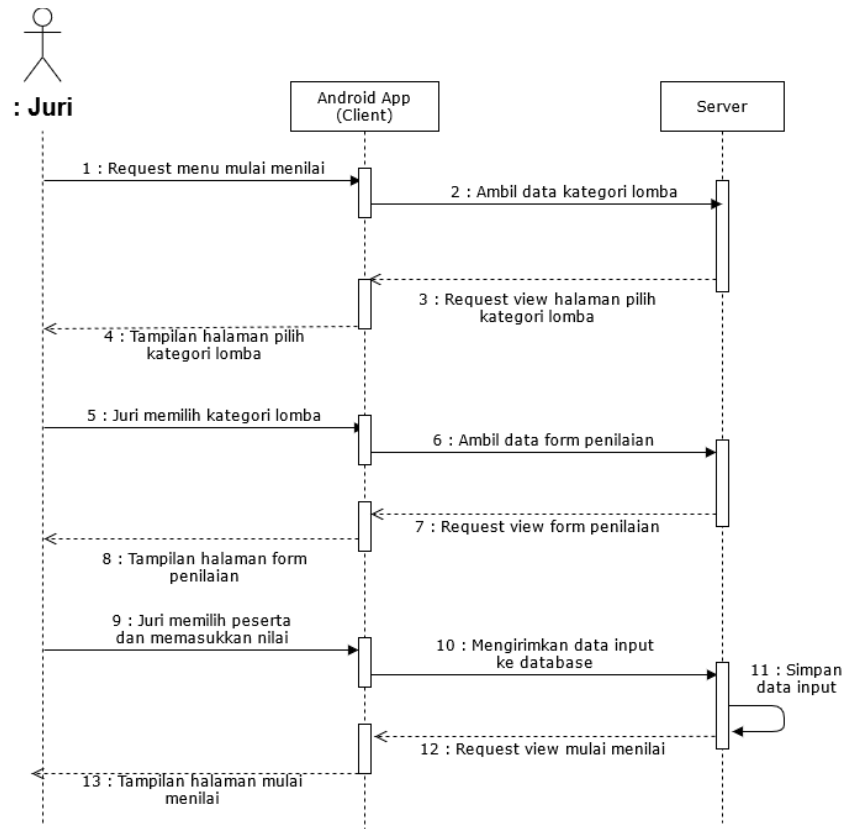 : Juri
Android App
(Client)
Server
1 : Request menu mulai menilai
2 : Ambil data kategori lomba
3 : Request view halaman pilih
kategori lomba
4 : Tampilan halaman pilih
kategori lomba
5 : Juri memilih kategori lomba
6 : Ambil data form penilaian
7 : Request view form penilaian
8 : Tampilan halaman form
penilaian
9 : Juri memilih peserta
dan memasukkan nilai
10 : Mengirimkan data input
ke database
11 : Simpan
data input
12 : Request view mulai menilai
13 : Tampilan halaman mulai
menilai